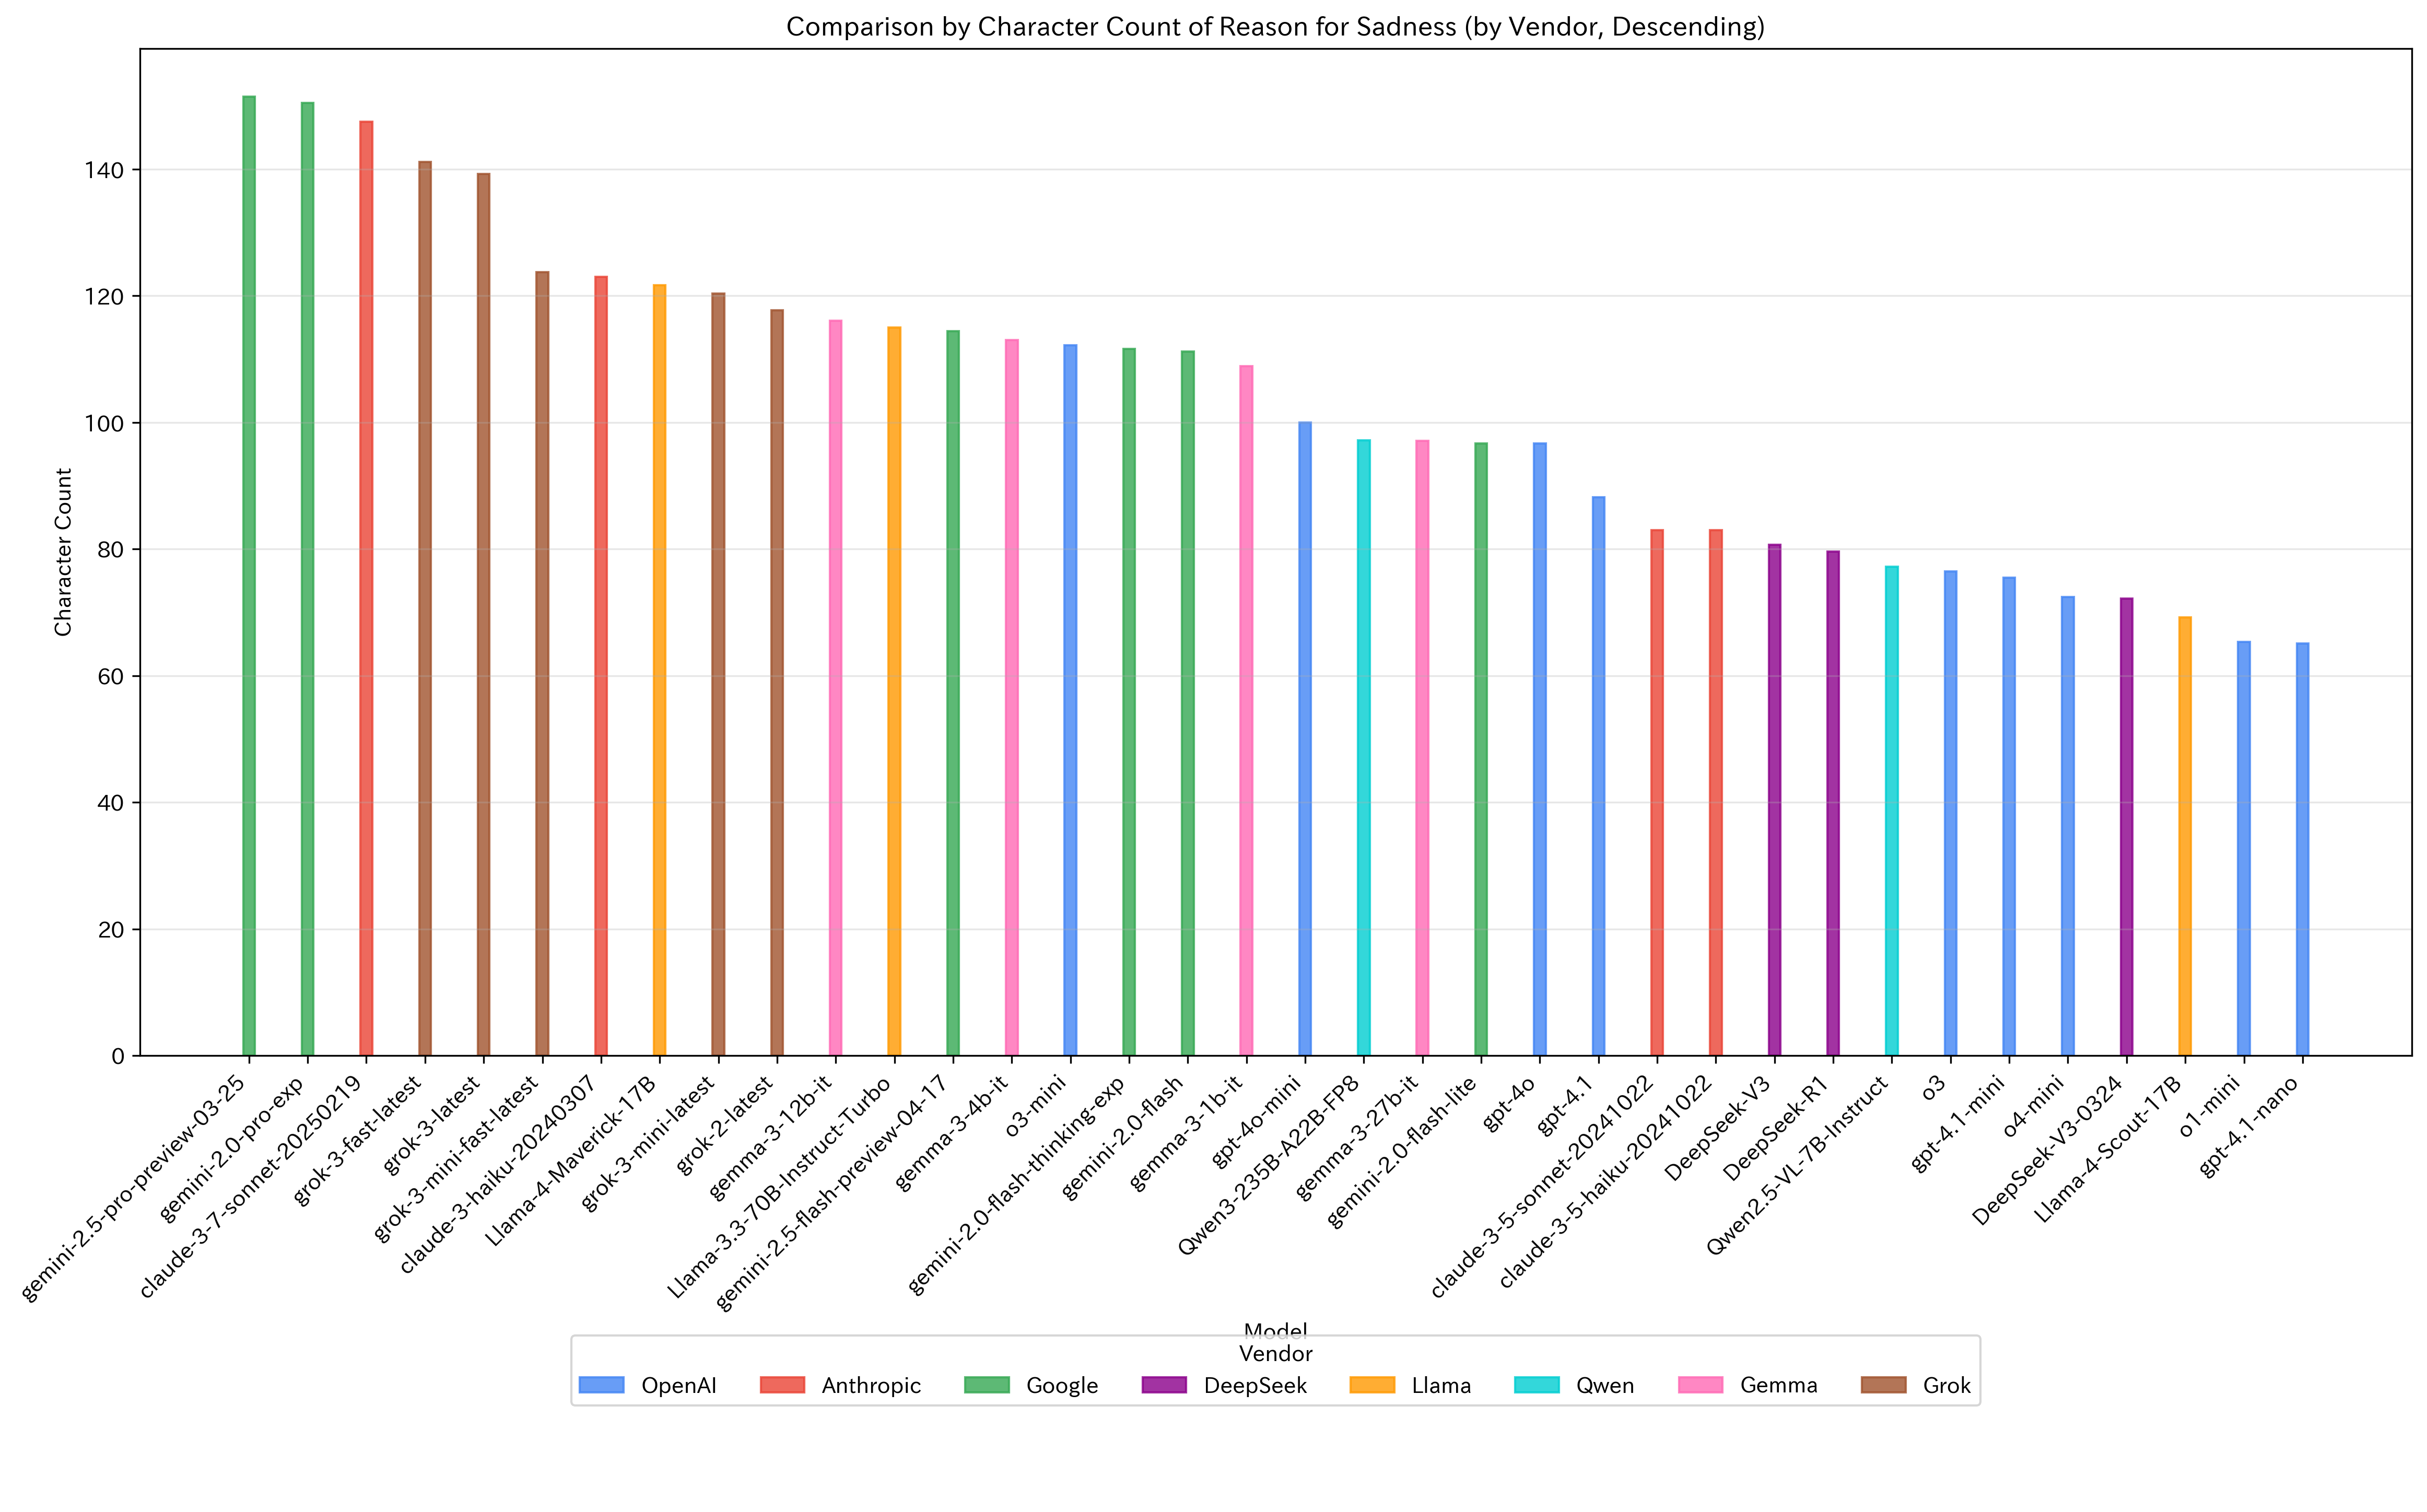 Comparison by Character Count of Reason for Sadness (by Vendor, Descending)
Character Count
140
120
100
80
60
40
20
0
gemini-2.5-pro-preview-03-25
gemini-2.0-pro-exp
claude-3-7-sonnet-20250219
grok-3-fast-latest
grok-3-latest
grok-3-mini-fast-latest
claude-3-haiku-20240307
Llama-4-Maverick-17B
grok-3-mini-latest
grok-2-latest
gemma-3-12b-it
Llama-3.3-70B-Instruct-Turbo
gemini-2.5-flash-preview-04-17
gemma-3-4b-it
o3-mini
gemini-2.0-flash-thinking-exp
gemini-2.0-flash
gemma-3-1b-it
gpt-4o-mini
Qwen3-235B-A22B-FP8
gemma-3-27b-it
gemini-2.0-flash-lite
gpt-4o
gpt-4.1
claude-3-5-sonnet-20241022
claude-3-5-haiku-20241022
DeepSeek-V3
DeepSeek-R1
Qwen2.5-VL-7B-Instruct
o3
gpt-4.1-mini
o4-mini
DeepSeek-V3-0324
Llama-4-Scout-17B
o1-mini
gpt-4.1-nano
Model
Vendor
OpenAI
Anthropic
Google
DeepSeek
Llama
Qwen
Gemma
Grok